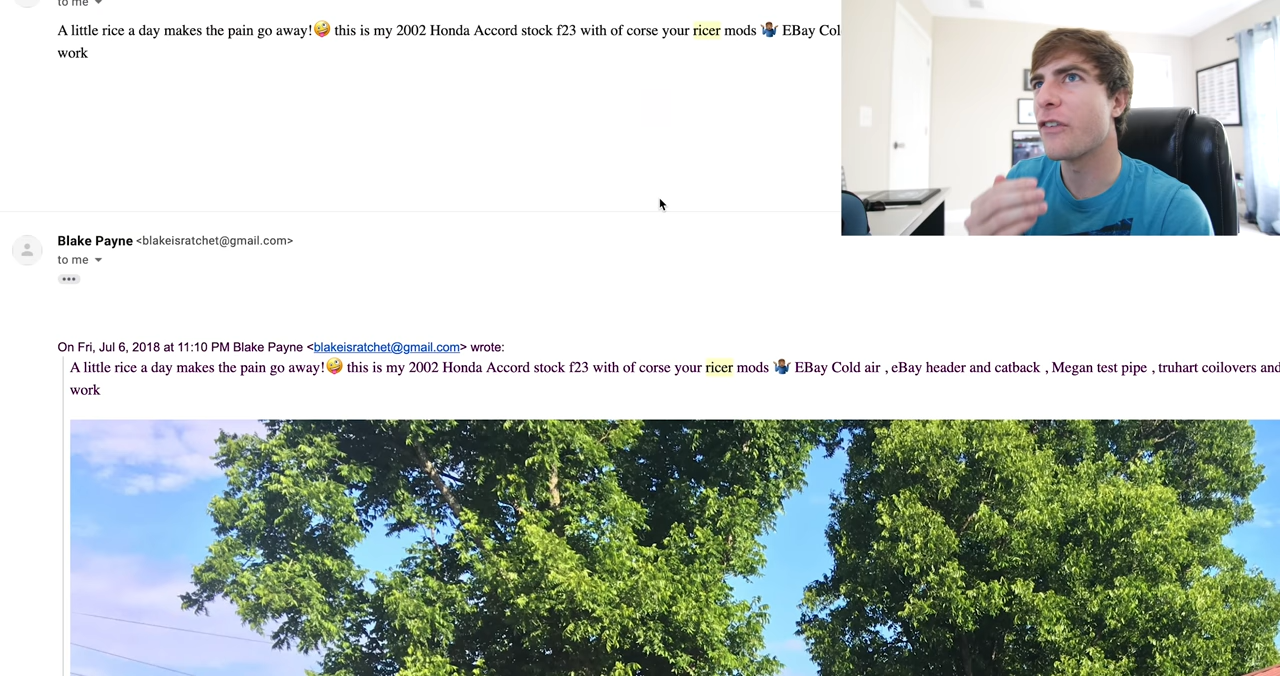 to me
A little rice a day makes the pain go away!🤪 this is my 2002 Honda Accord stock f23 with of corse your ricer mods 🤷🏽‍♂️ EBay Col
work
Blake Payne <blakeisratchet@gmail.com>
to me
On Fri, Jul 6, 2018 at 11:10 PM Blake Payne <blakeisratchet@gmail.com> wrote:
A little rice a day makes the pain go away!🤪 this is my 2002 Honda Accord stock f23 with of corse your ricer mods 🤷🏽‍♂️ EBay Cold air , eBay header and catback , Megan test pipe , truhart coilovers and
work